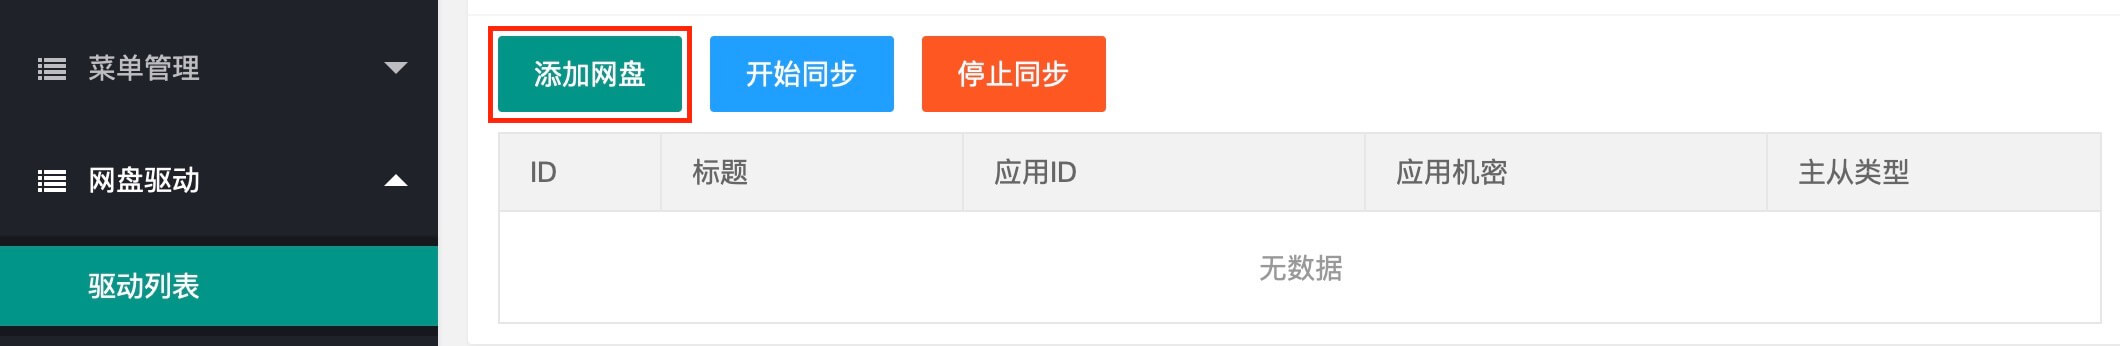 菜单管理
网盘驱动
驱动列表
添加网盘 开始同步 停止同步
ID 标题 应用ID 应用机密 主从类型
无数据